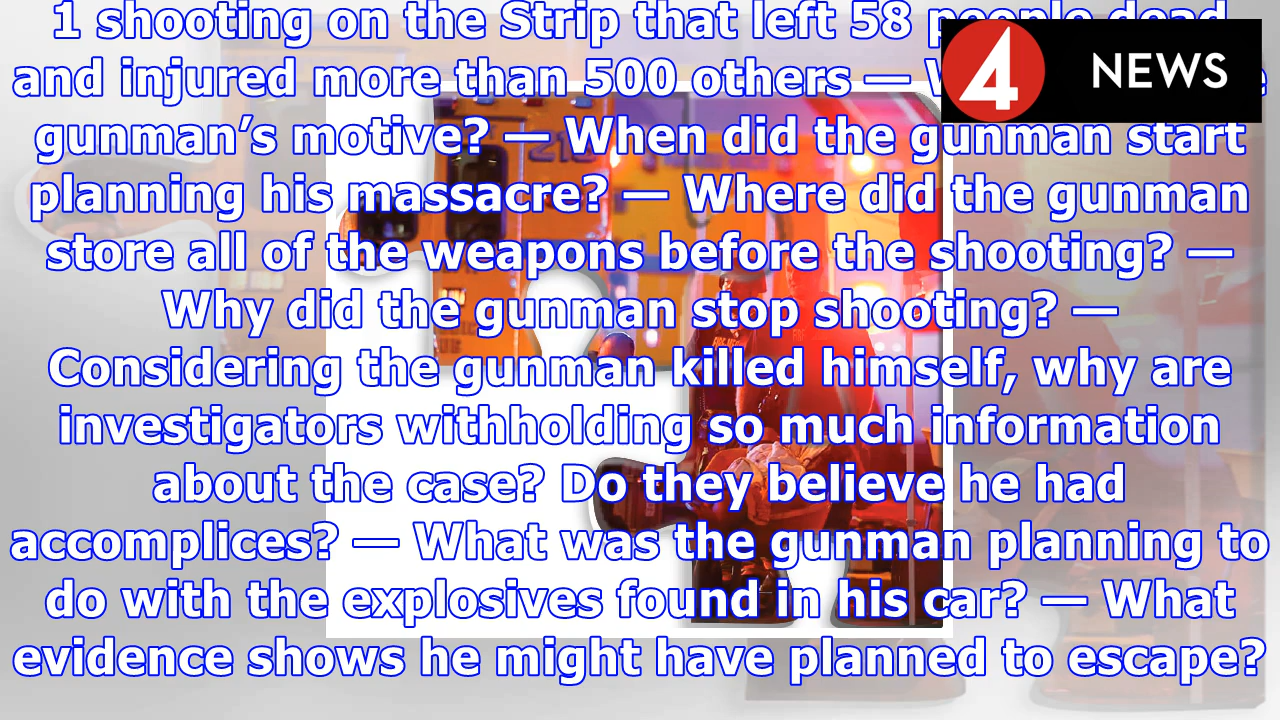 1 shooting on the Strip that left 58 people dead
and injured more than 500 others —
4 NEWS
gunman’s motive? — When did the gunman start
planning his massacre? — Where did the gunman
store all of the weapons before the shooting? —
Why did the gunman stop shooting? —
Considering the gunman killed himself, why are
investigators withholding so much information
about the case? Do they believe he had
accomplices? — What was the gunman planning to
do with the explosives found in his car? — What
evidence shows he might have planned to escape?